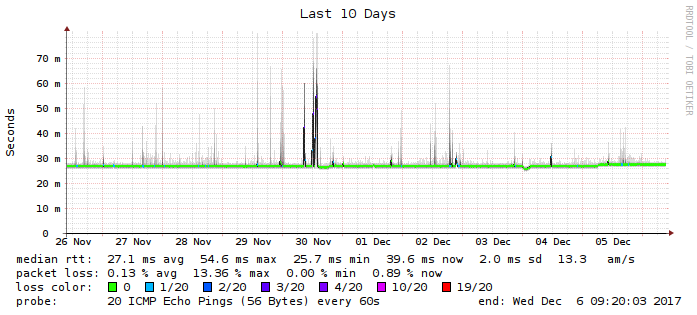 Last 10 Days
RRDTOOL / TOBI OETIKER
Seconds
70 m
60 m
50 m
40 m
30 m
20 m
10 m
0
26 Nov 27 Nov 28 Nov 29 Nov 30 Nov 01 Dec 02 Dec 03 Dec 04 Dec 05 Dec
median rtt: 27.1 ms avg 54.6 ms max 25.7 ms min 39.6 ms now 2.0 ms sd 13.3 am/s
packet loss: 0.13 % avg 13.36 % max 0.00 % min 0.89 % now
loss color: 0 1/20 2/20 3/20 4/20 10/20 19/20
probe: 20 ICMP Echo Pings (56 Bytes) every 60s end: Wed Dec 6 09:20:03 2017